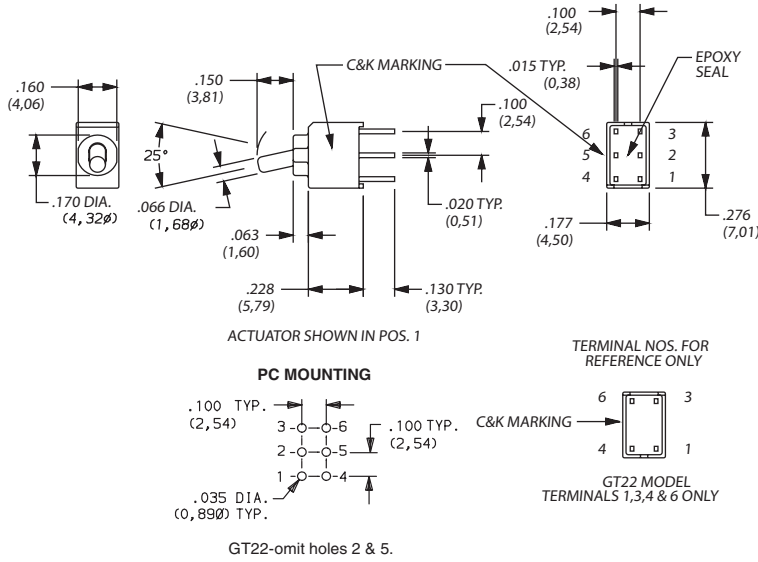 .160
(4,06)
.170 DIA.
(4,32ø)
25°
.150
(3,81)
.066 DIA.
(1,68ø)
.063
(1,60)
.228
(5,79)
C&K MARKING
.100
(2,54)
.020 TYP.
(0,51)
.130 TYP.
(3,30)
ACTUATOR SHOWN IN POS. 1
.100
(2,54)
.015 TYP.
(0,38)
EPOXY
SEAL
6 3
5 2
4 1
.177
(4,50)
.276
(7,01)
PC MOUNTING
.100 TYP.
(2,54)
3 6
2 5
1 4
.100 TYP.
(2,54)
.035 DIA.
(0,89ø) TYP.
GT22-omit holes 2 & 5.
TERMINAL NOS. FOR
REFERENCE ONLY
6 3
C&K MARKING
4 1
GT22 MODEL
TERMINALS 1,3,4 & 6 ONLY